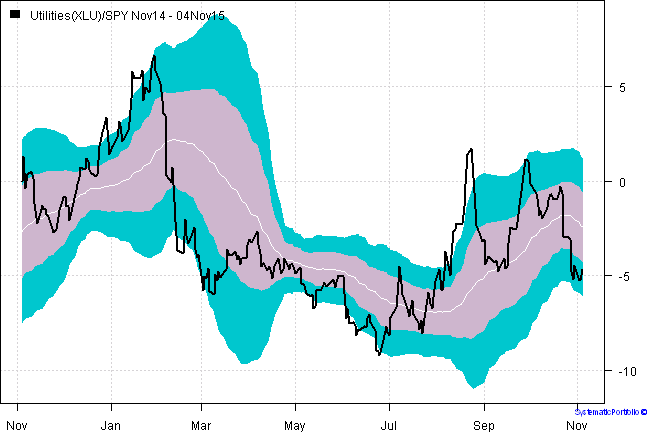 Utilities(XLU)/SPY Nov14 - 04Nov15
5
0
-5
-10
Nov Jan Mar May Jul Sep Nov
SystematicPortfolio ©